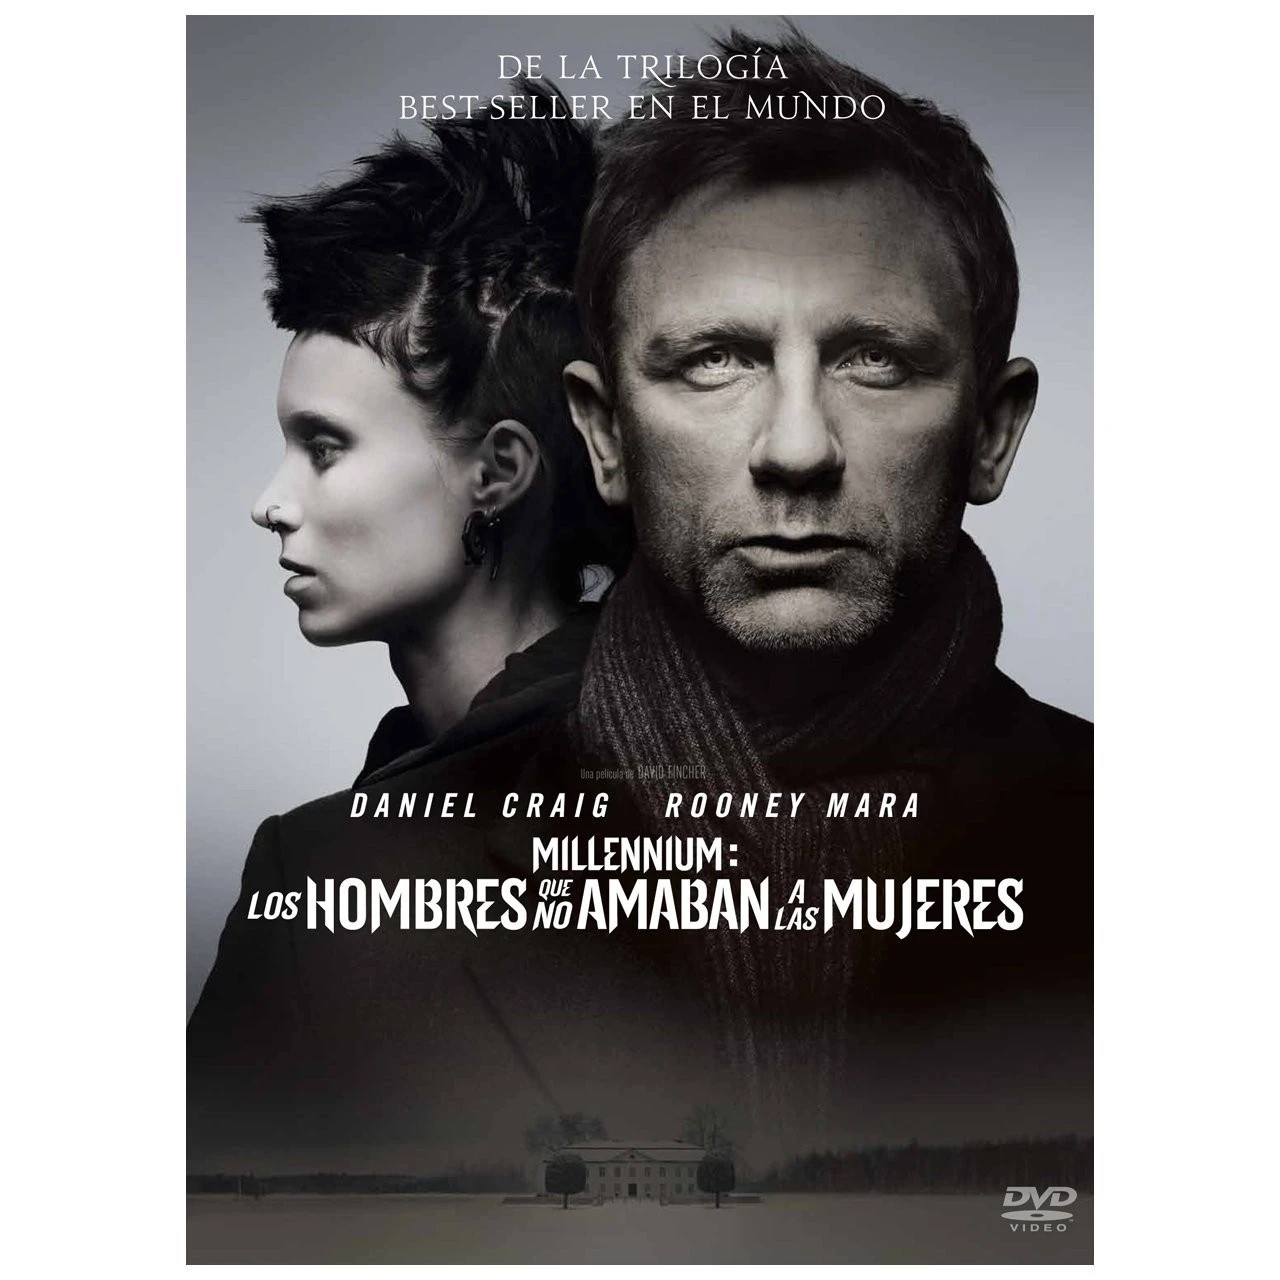 DE LA TRILOGÍA
BEST-SELLER EN EL MUNDO
Una película de DAVID FINCHER
DANIEL CRAIG ROONEY MARA
MILLENNIUM:
LOS HOMBRES QUE NO AMABAN A LAS MUJERES
DVD
VIDEO